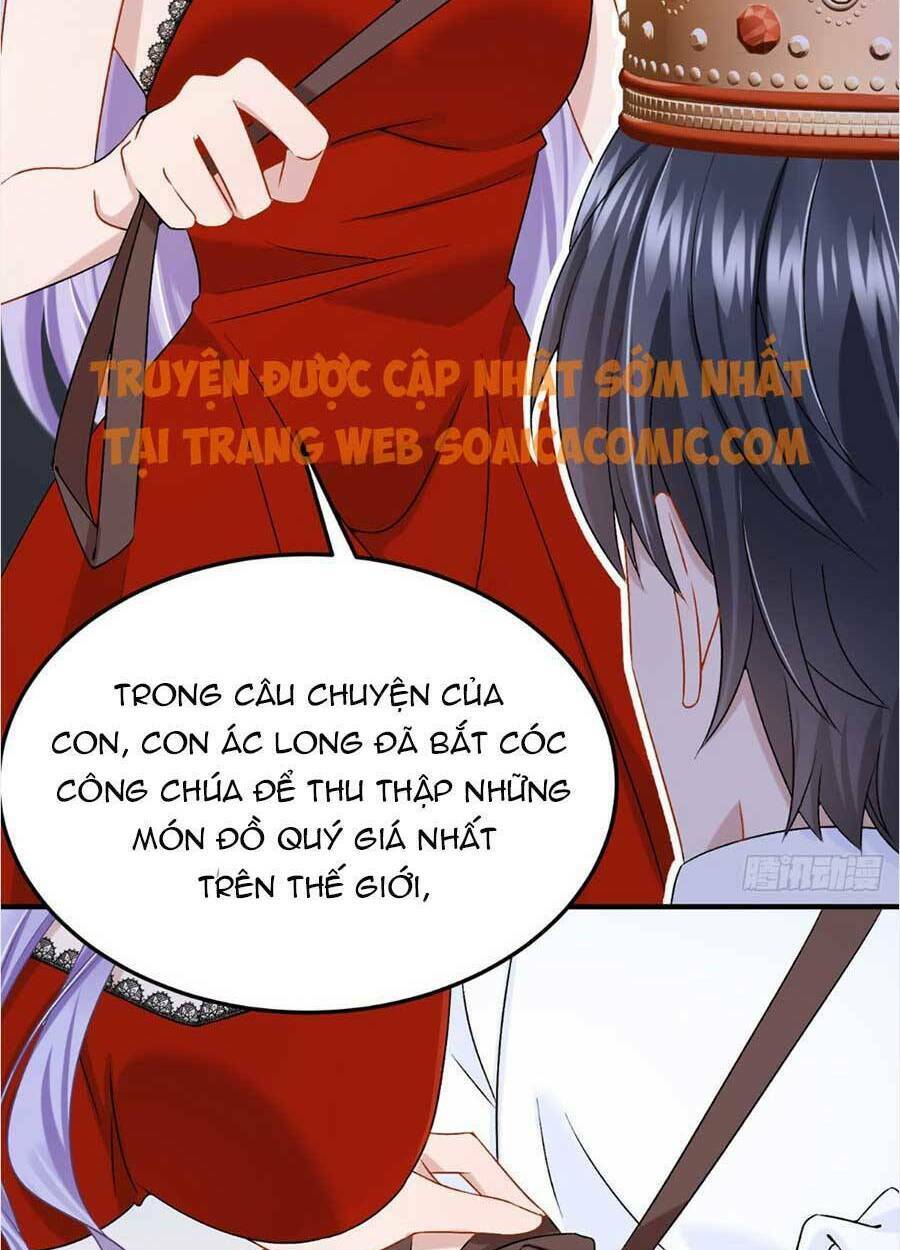 TRUYỆN ĐƯỢC CẬP NHẬT SỚM NHẤT
TẠI TRANG WEB SOAICACOMIC.COM
TRONG CÂU CHUYỆN CỦA
CON, CON ÁC LONG ĐÃ BẮT CÓC
CÔNG CHÚA ĐỂ THU THẬP NHỮNG
MÓN ĐỒ QUÝ GIÁ NHẤT
TRÊN THẾ GIỚI,
腾讯动漫